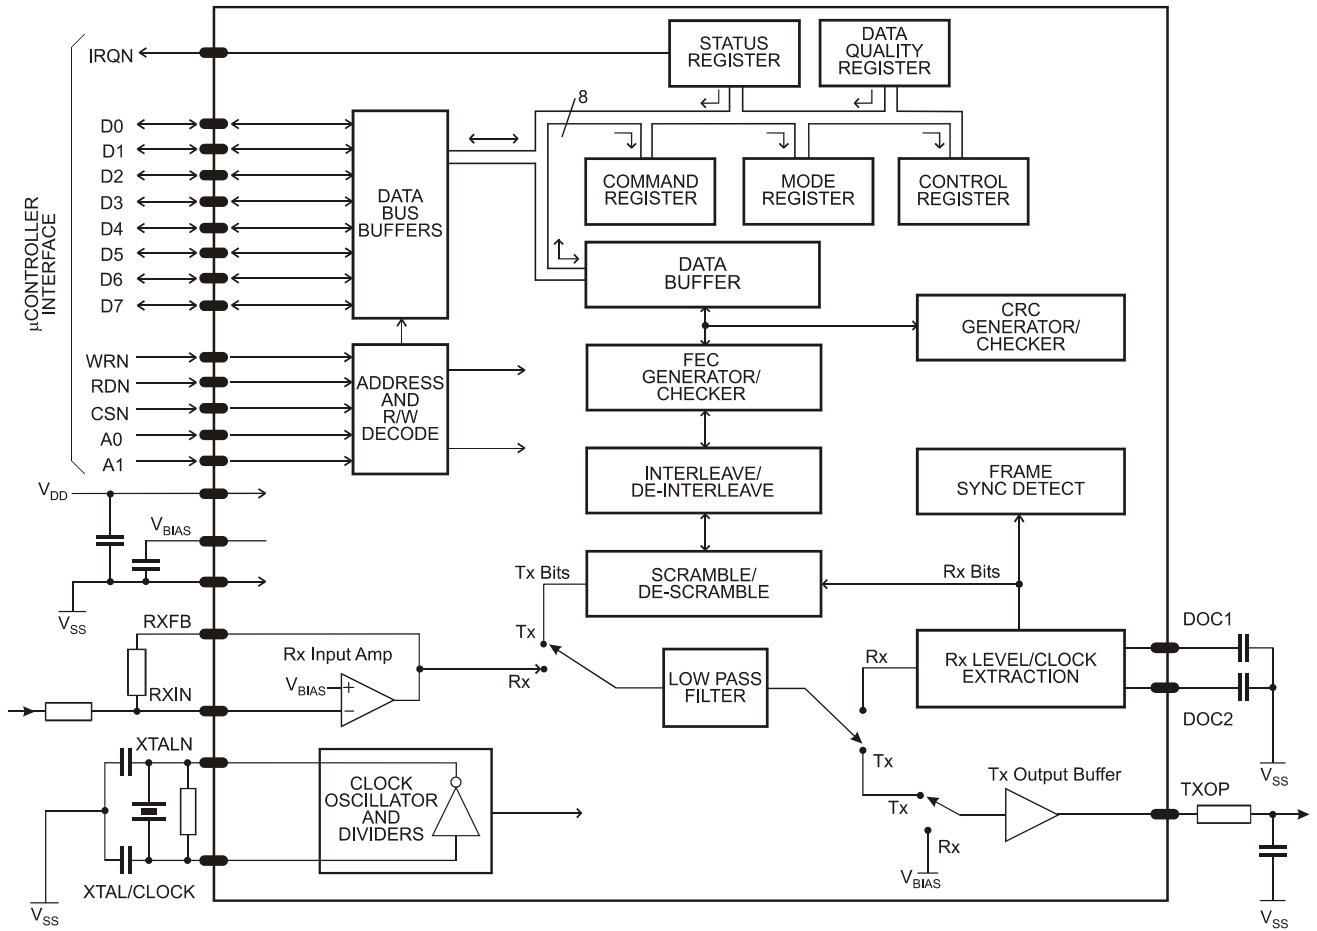 STATUS
REGISTER
DATA
QUALITY
REGISTER
IRQN
8
D0
D1
D2
D3
D4
D5
D6
D7
DATA
BUS
BUFFERS
COMMAND
REGISTER
MODE
REGISTER
CONTROL
REGISTER
µCONTROLLER
INTERFACE
DATA
BUFFER
CRC
GENERATOR/
CHECKER
WRN
RDN
CSN
A0
A1
ADDRESS
AND
R/W
DECODE
FEC
GENERATOR/
CHECKER
INTERLEAVE/
DE-INTERLEAVE
FRAME
SYNC DETECT
VDD
VBIAS
VSS
Tx Bits
SCRAMBLE/
DE-SCRAMBLE
Rx Bits
RXFB
RXIN
Rx Input Amp
VBIAS
+
−
Tx
Rx
LOW PASS
FILTER
Rx
Tx
Rx LEVEL/CLOCK
EXTRACTION
DOC1
DOC2
VSS
XTALN
XTAL/CLOCK
VSS
CLOCK
OSCILLATOR
AND
DIVIDERS
Tx
Rx
VBIAS
Tx Output Buffer
TXOP
VSS